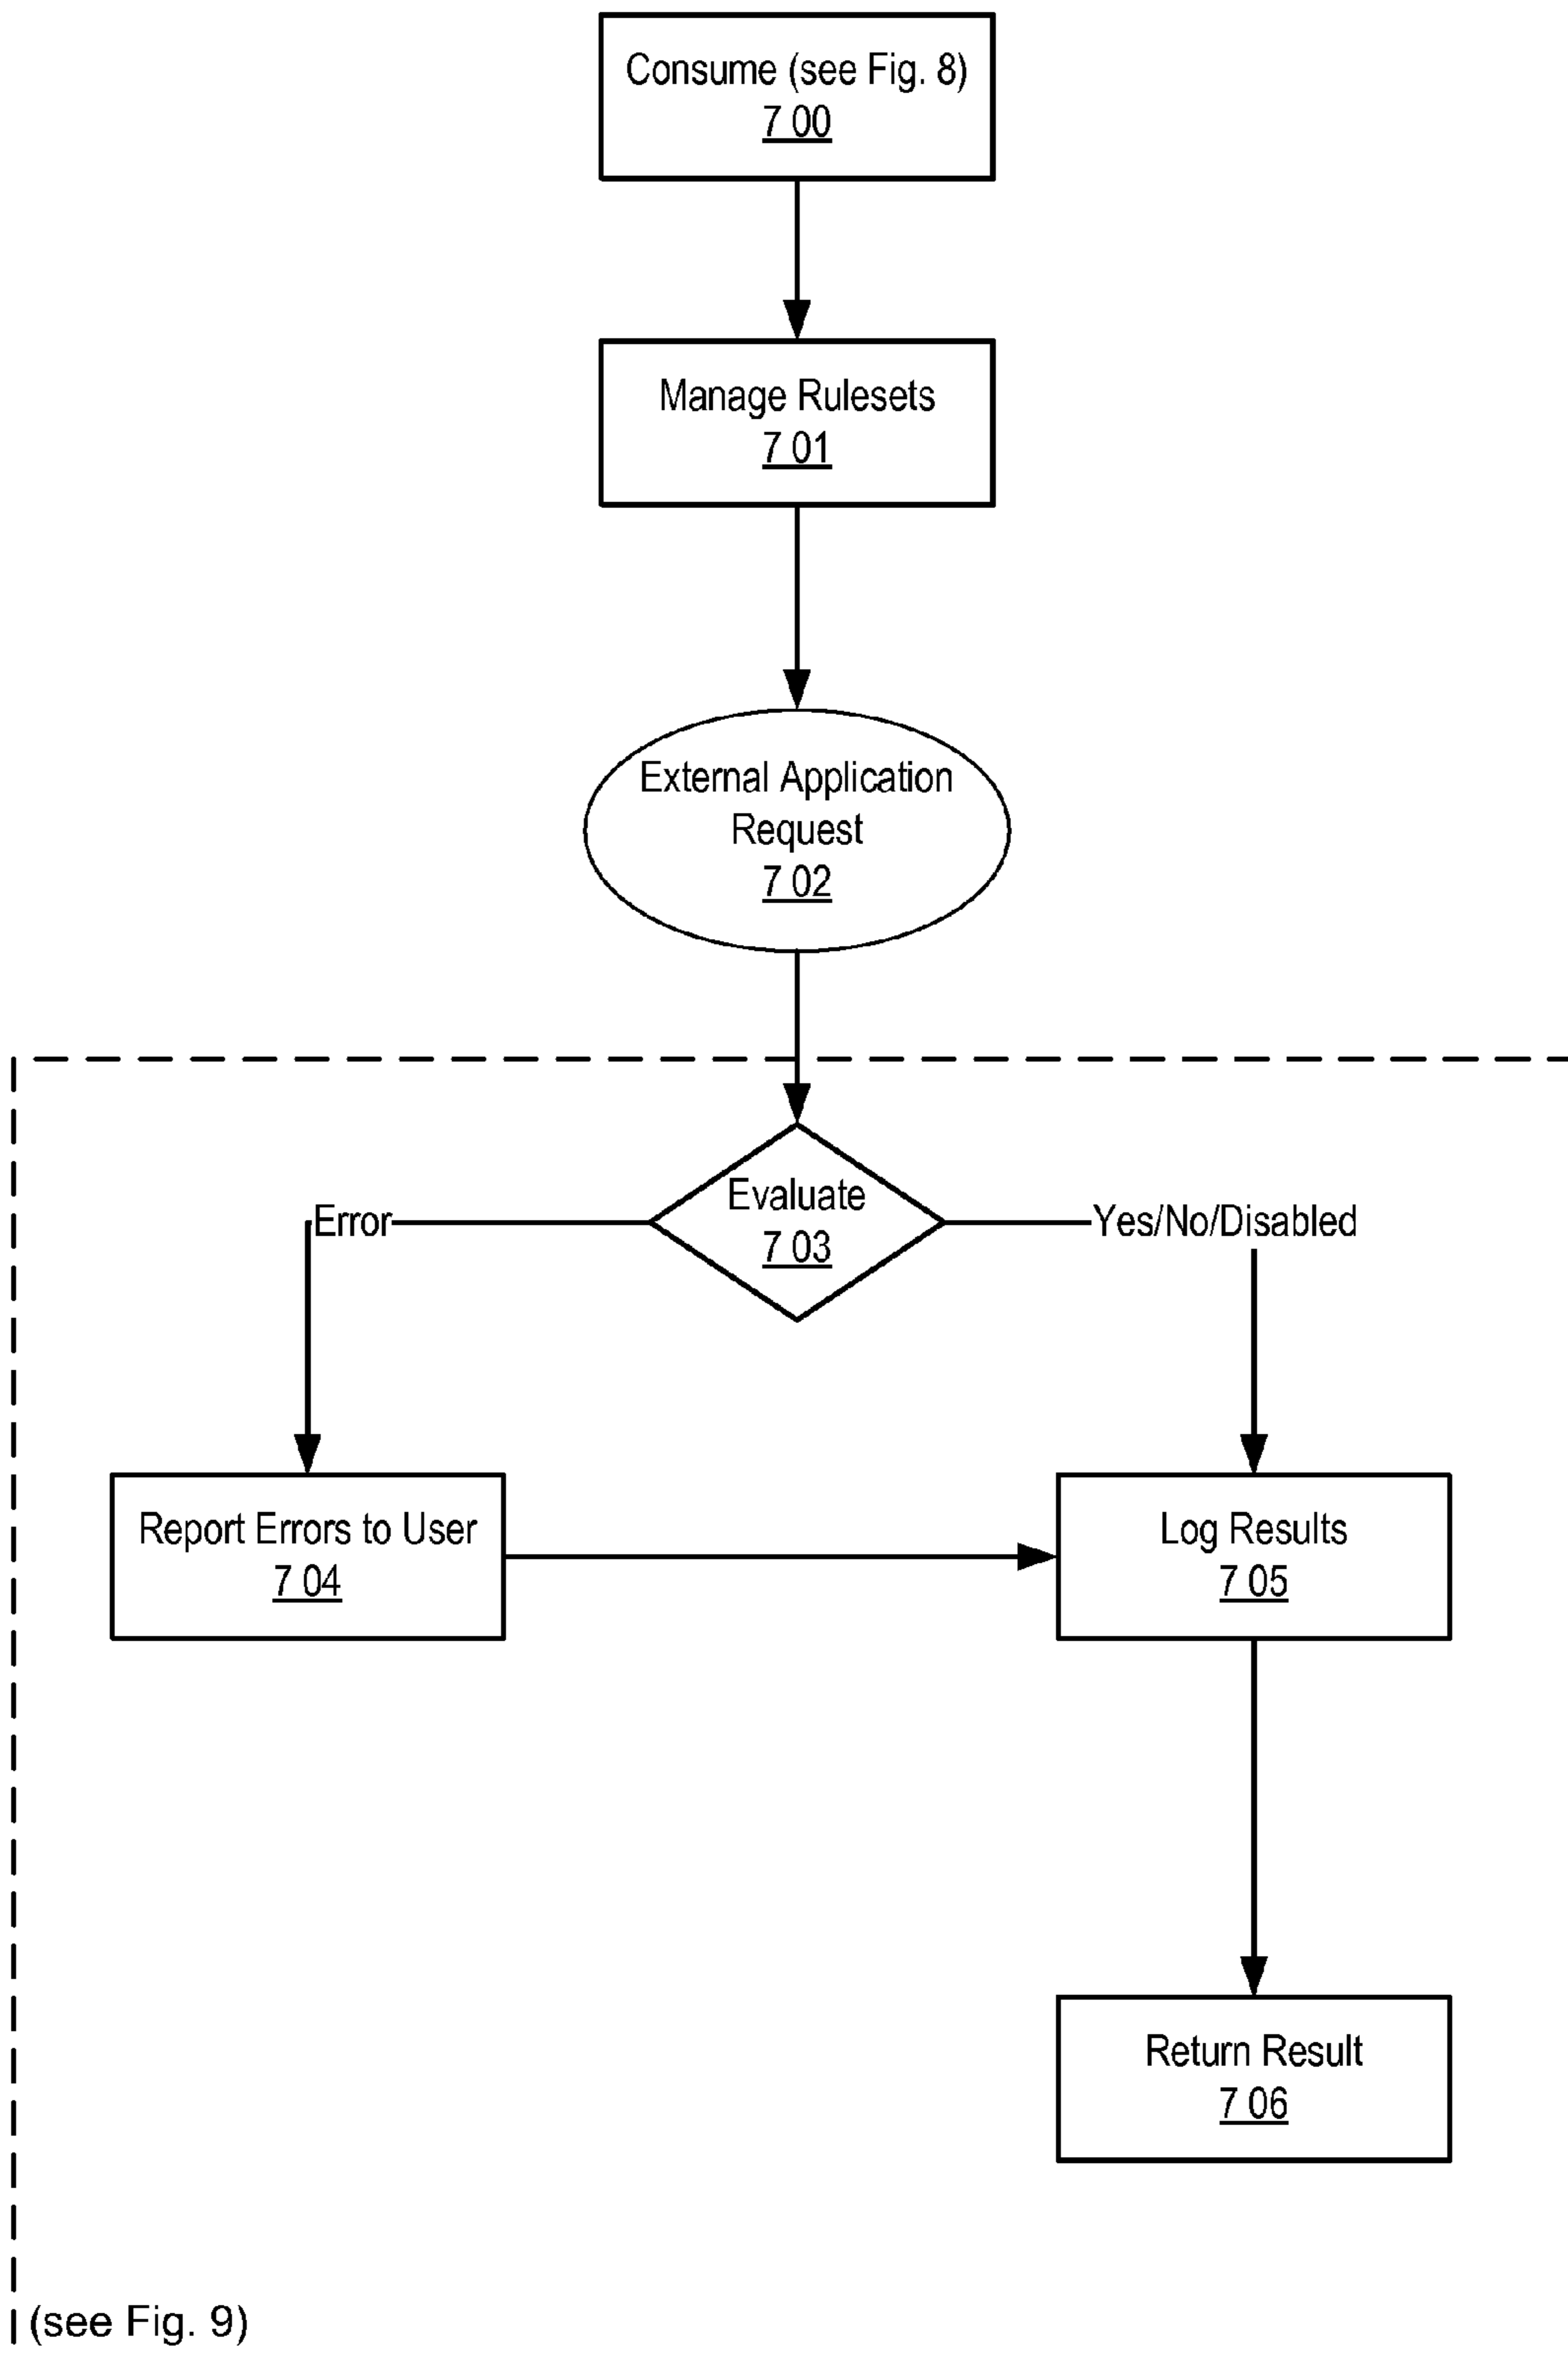 Consume (see Fig. 8)
7 00
Manage Rulesets
7 01
External Application
Request
7 02
Evaluate
7 03
Error
Yes/No/Disabled
Report Errors to User
7 04
Log Results
7 05
Return Result
7 06
(see Fig. 9)